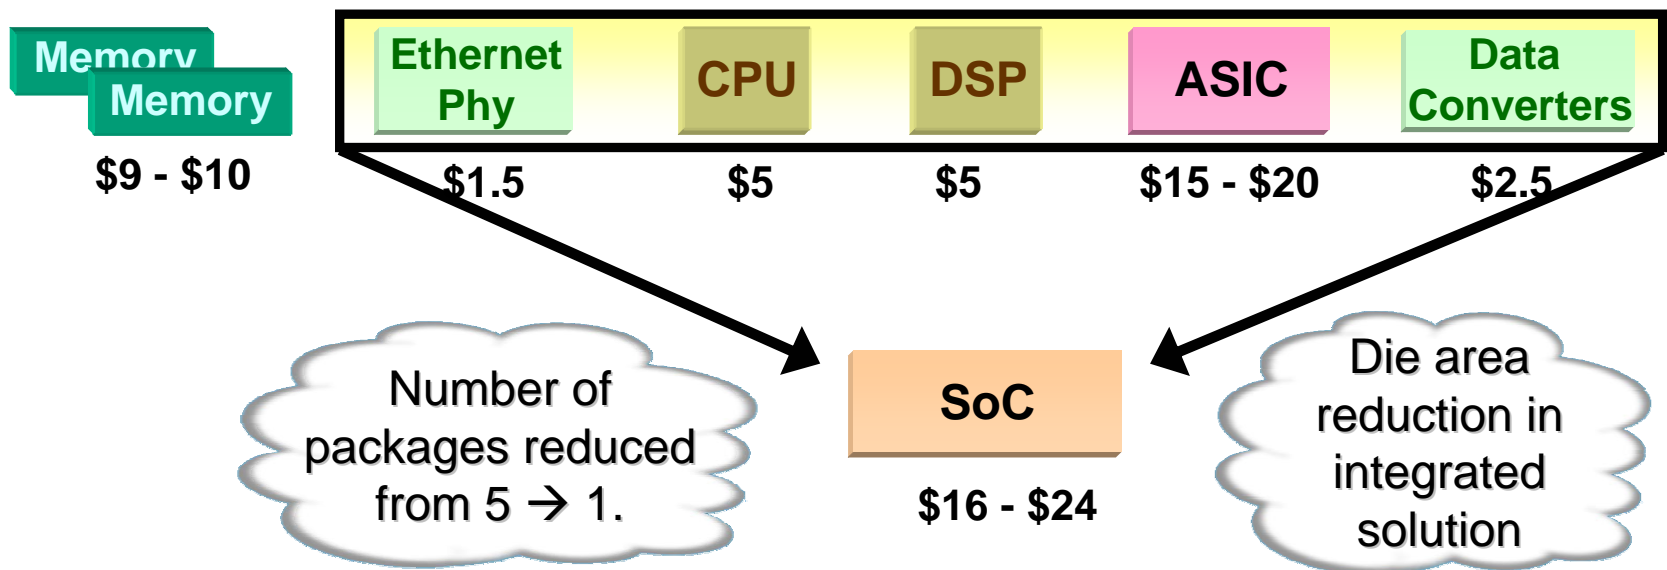 Memory
Memory
$9 - $10
Ethernet
Phy
$1.5
CPU
$5
DSP
$5
ASIC
$15 - $20
Data
Converters
$2.5
Number of
packages reduced
from 5 → 1.
SoC
$16 - $24
Die area
reduction in
integrated
solution